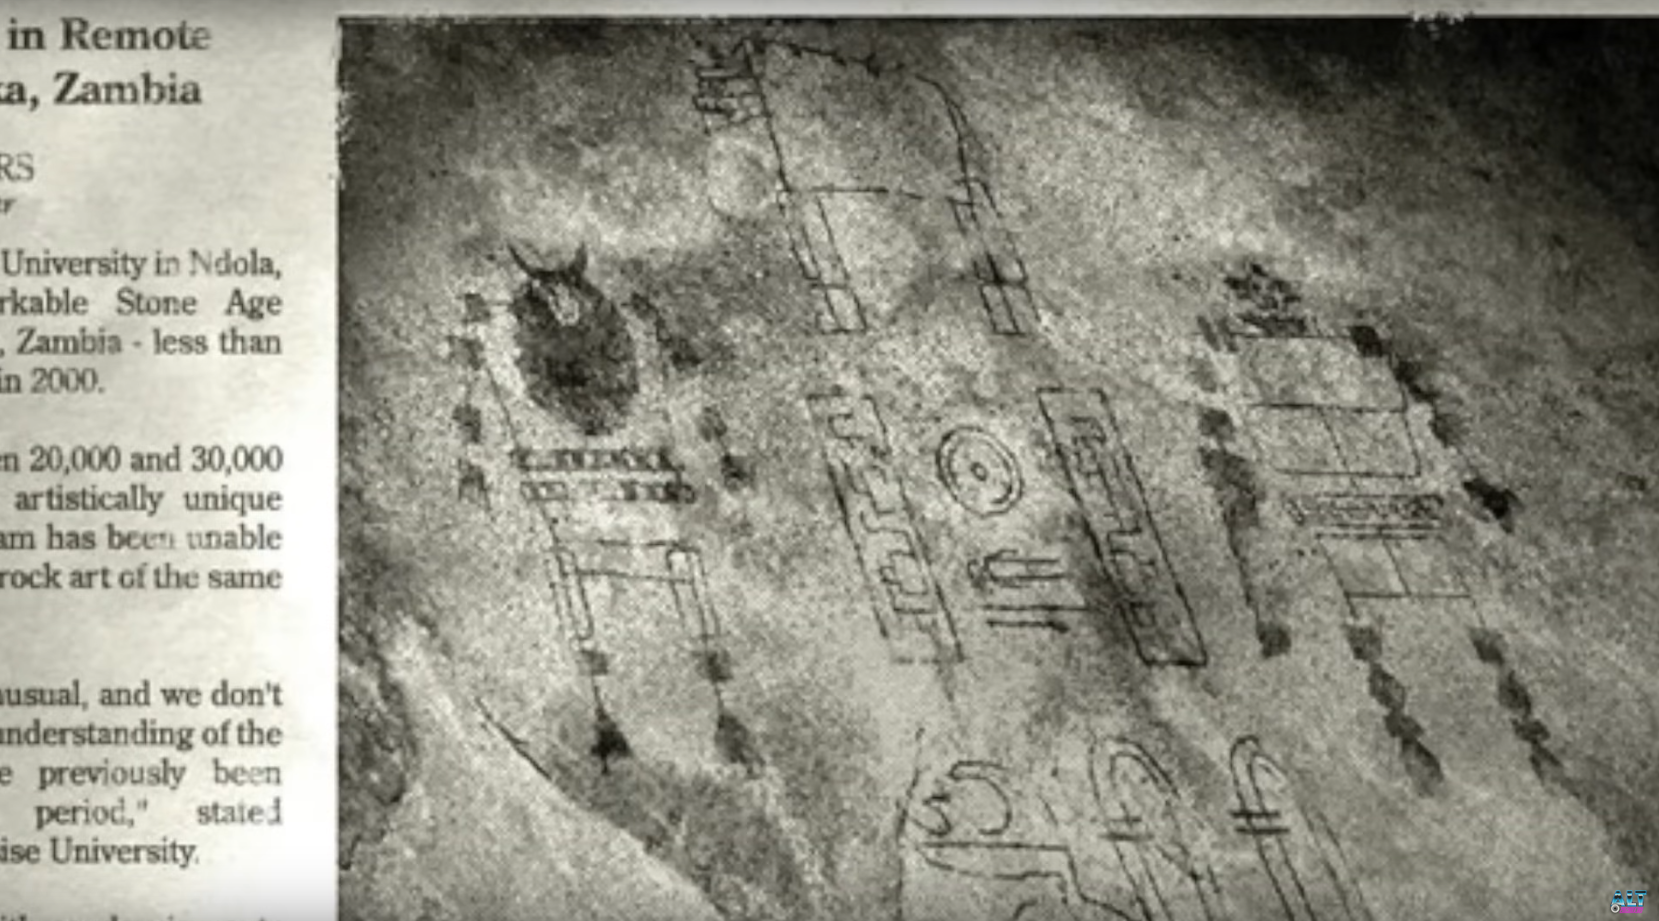 in Remote
a, Zambia
RS
University in Ndola,
rkable Stone Age
, Zambia - less than
in 2000.
n 20,000 and 30,000
artistically unique
am has been unable
rock art of the same
usual, and we don't
understanding of the
e previously been
period," stated
ise University.
ALT